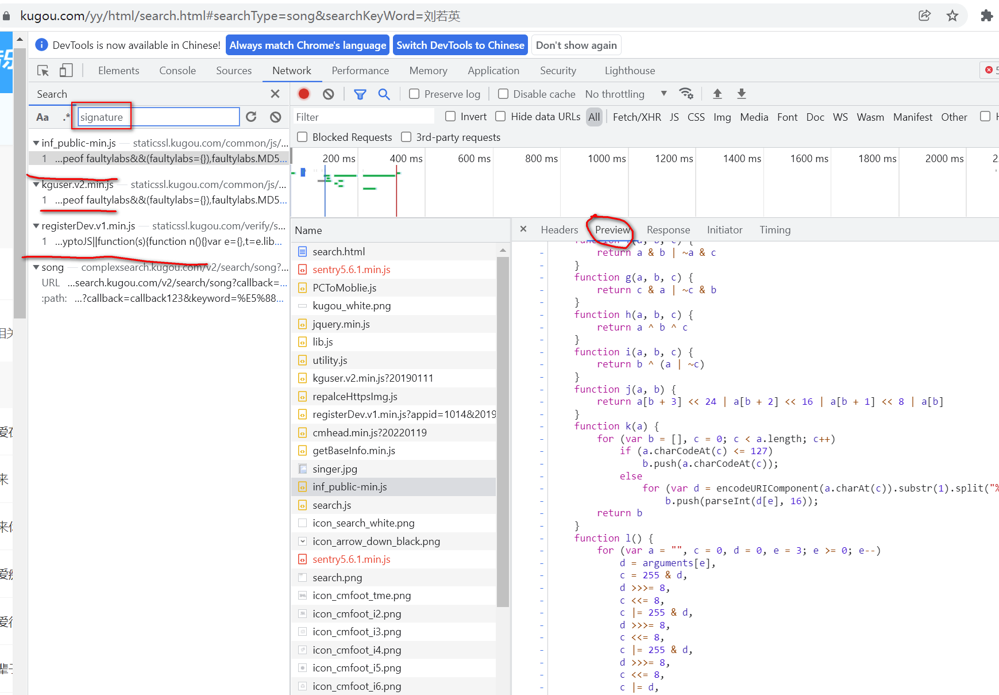 kugou.com/yy/html/search.html#searchType=song&searchKeyWord=刘若英
DevTools is now available in Chinese! Always match Chrome's language Switch DevTools to Chinese Don't show again
Elements Console Sources Network Performance Memory Application Security Lighthouse
Search
Preserve log Disable cache No throttling
Aa .* signature
Filter Invert Hide data URLs All Fetch/XHR JS CSS Img Media Font Doc WS Wasm Manifest Other
Blocked Requests 3rd-party requests
inf_public-min.js — staticssl.kugou.com/common/js/...
1 ...peof faultylabs&&(faultylabs={}),faultylabs.MD5...
kguser.v2.min.js — staticssl.kugou.com/common/js/...
1 ...peof faultylabs&&(faultylabs={}),faultylabs.MD5...
registerDev.v1.min.js — staticssl.kugou.com/verify/s...
1 ...yptoJS||function(s){function n(){}var e={},t=e.lib...
song — complexsearch.kugou.com/v2/search/song?...
URL ...search.kugou.com/v2/search/song?callback=...
:path: ...?callback=callback123&keyword=%E5%88...
200 ms 400 ms 600 ms 800 ms 1000 ms 1200 ms 1400 ms 1600 ms 1800 ms 2000 ms
Name
search.html
sentry5.6.1.min.js
PCToMoblie.js
kugou_white.png
jquery.min.js
lib.js
utility.js
kguser.v2.min.js?20190111
repalceHttpsImg.js
registerDev.v1.min.js?appid=1014&2019
cmhead.min.js?20220119
getBaseInfo.min.js
singer.jpg
inf_public-min.js
search.js
icon_search_white.png
icon_arrow_down_black.png
sentry5.6.1.min.js
search.png
icon_cmfoot_tme.png
icon_cmfoot_i2.png
icon_cmfoot_i3.png
icon_cmfoot_i4.png
icon_cmfoot_i5.png
icon_cmfoot_i6.png
Headers Preview Response Initiator Timing
return a & b | ~a & c
}
function g(a, b, c) {
return c & a | ~c & b
}
function h(a, b, c) {
return a ^ b ^ c
}
function i(a, b, c) {
return b ^ (a | ~c)
}
function j(a, b) {
return a[b + 3] << 24 | a[b + 2] << 16 | a[b + 1] << 8 | a[b]
}
function k(a) {
for (var b = [], c = 0; c < a.length; c++)
if (a.charCodeAt(c) <= 127)
b.push(a.charCodeAt(c));
else
for (var d = encodeURIComponent(a.charAt(c)).substr(1).split("%
b.push(parseInt(d[e], 16));
return b
}
function l() {
for (var a = "", c = 0, d = 0, e = 3; e >= 0; e--)
d = arguments[e],
c = 255 & d,
d >>>= 8,
c <<= 8,
c |= 255 & d,
d >>>= 8,
c <<= 8,
c |= 255 & d,
d >>>= 8,
c <<= 8,
c |= d,